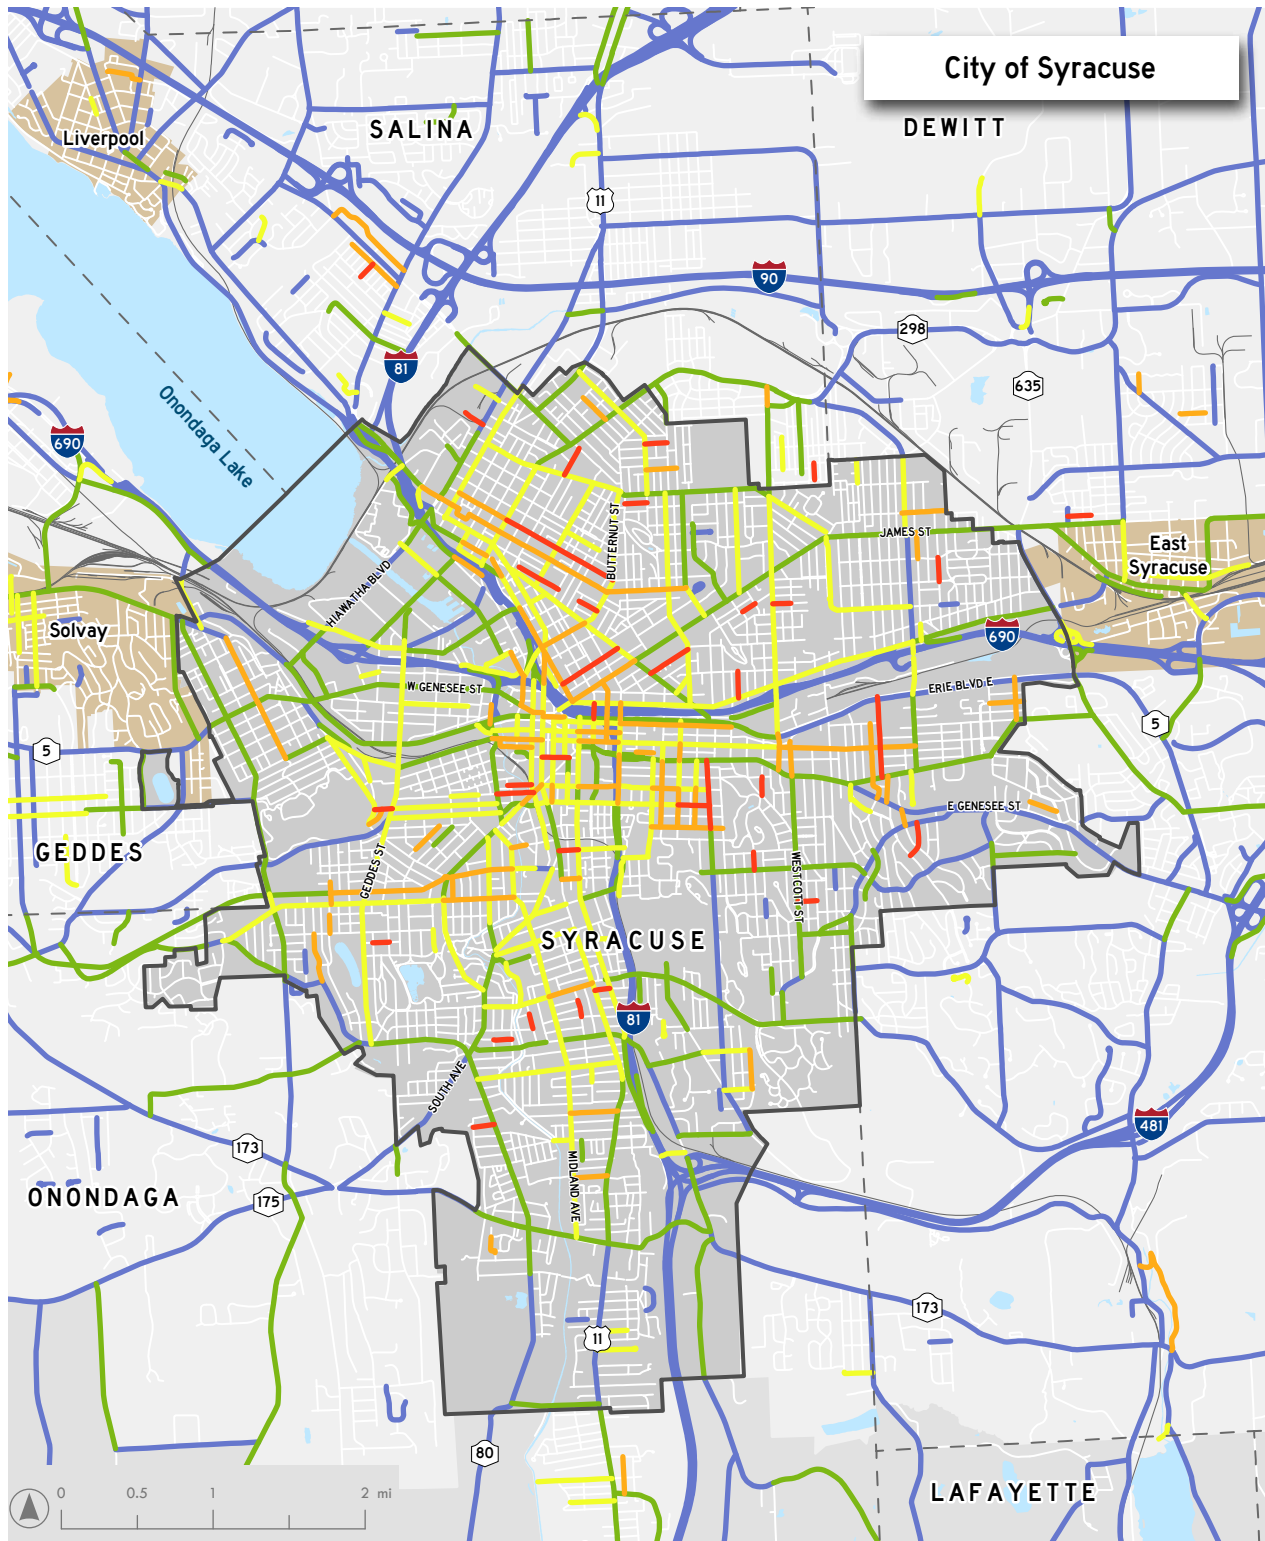 City of Syracuse
SALINA
DEWITT
Liverpool
11
90
298
81
635
Onondaga Lake
690
BUTTERNUT ST
JAMES ST
East
Syracuse
HIAWATHA BLVD
Solvay
690
W GENESEE ST
ERIE BLVD E
5
5
E GENESEE ST
GEDDES
GEDDES ST
WESTCOTT ST
SYRACUSE
81
SOUTH AVE
481
173
MIDLAND AVE
ONONDAGA
175
173
11
80
LAFAYETTE
0 0.5 1 2 mi